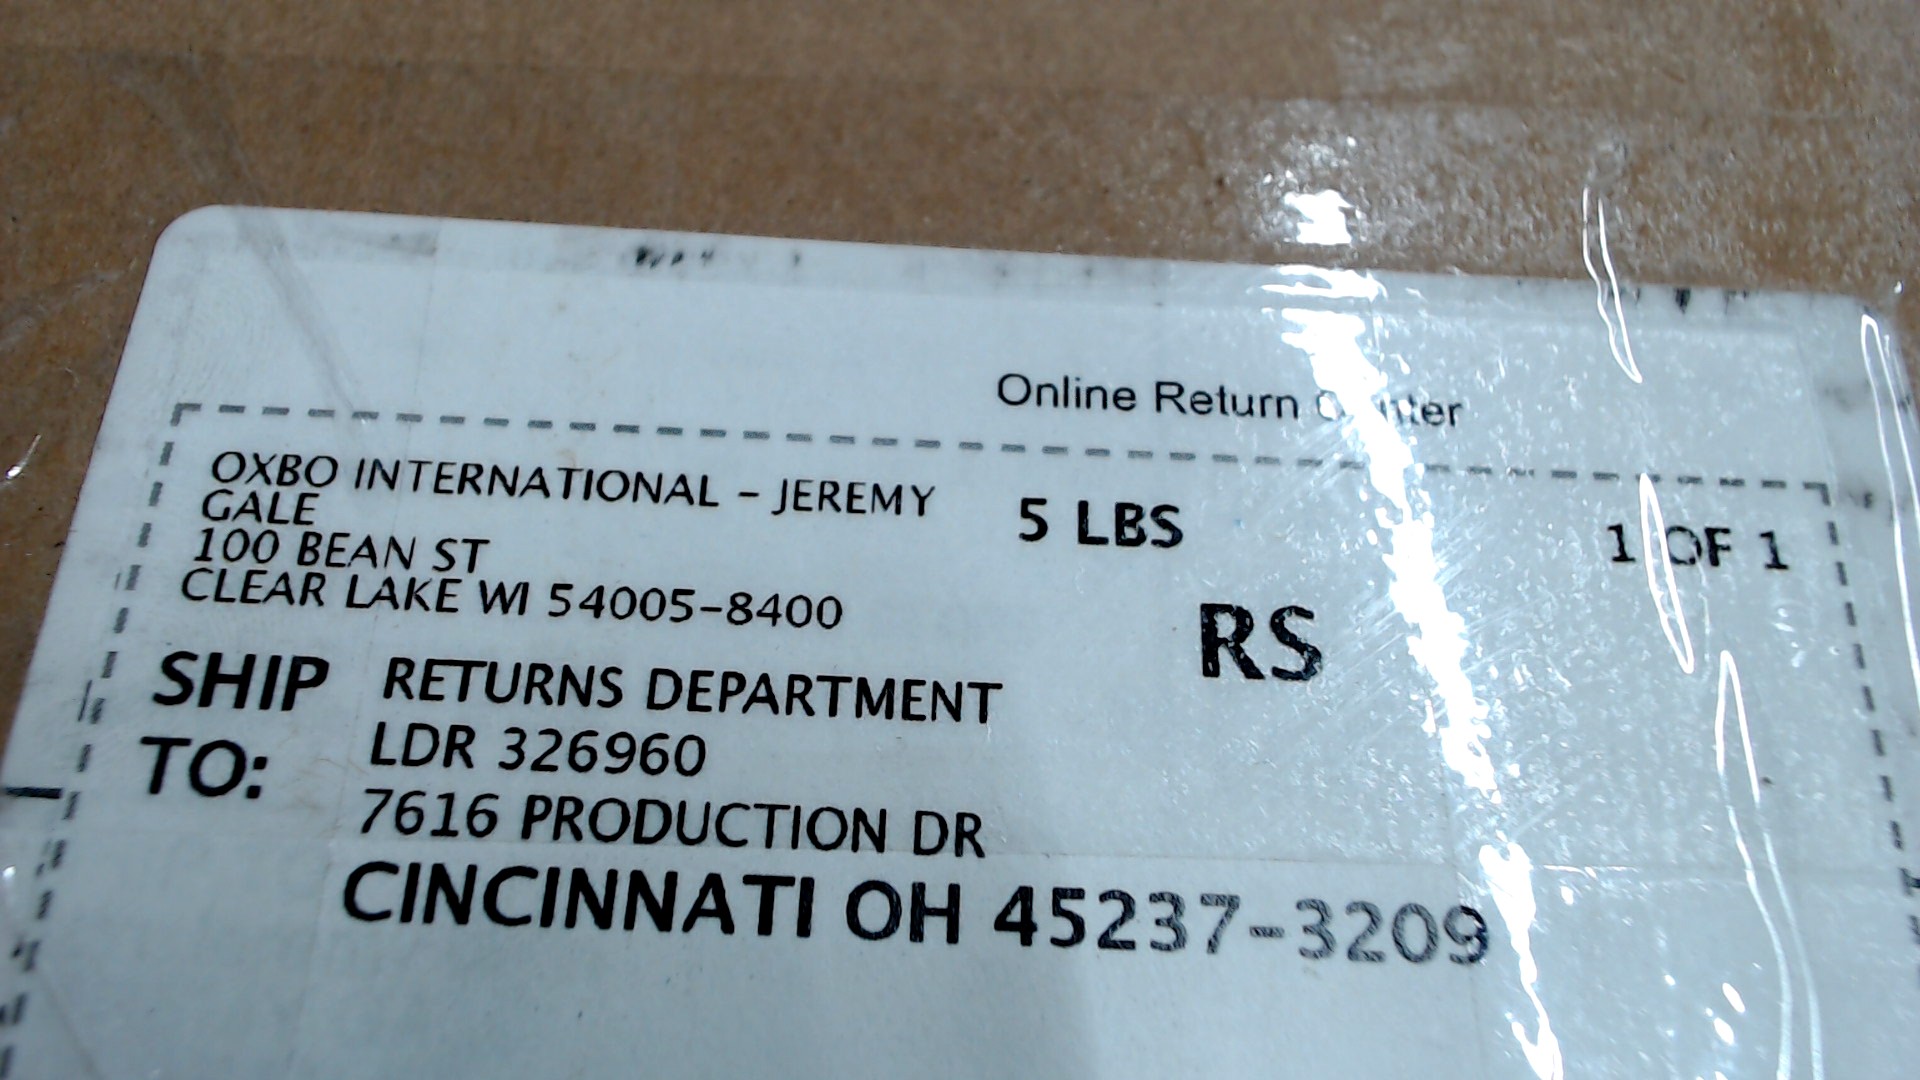 Online Return Center
OXBO INTERNATIONAL - JEREMY
GALE
100 BEAN ST
CLEAR LAKE WI 54005-8400
5 LBS
1 OF 1
RS
SHIP
TO:
RETURNS DEPARTMENT
LDR 326960
7616 PRODUCTION DR
CINCINNATI OH 45237-3209